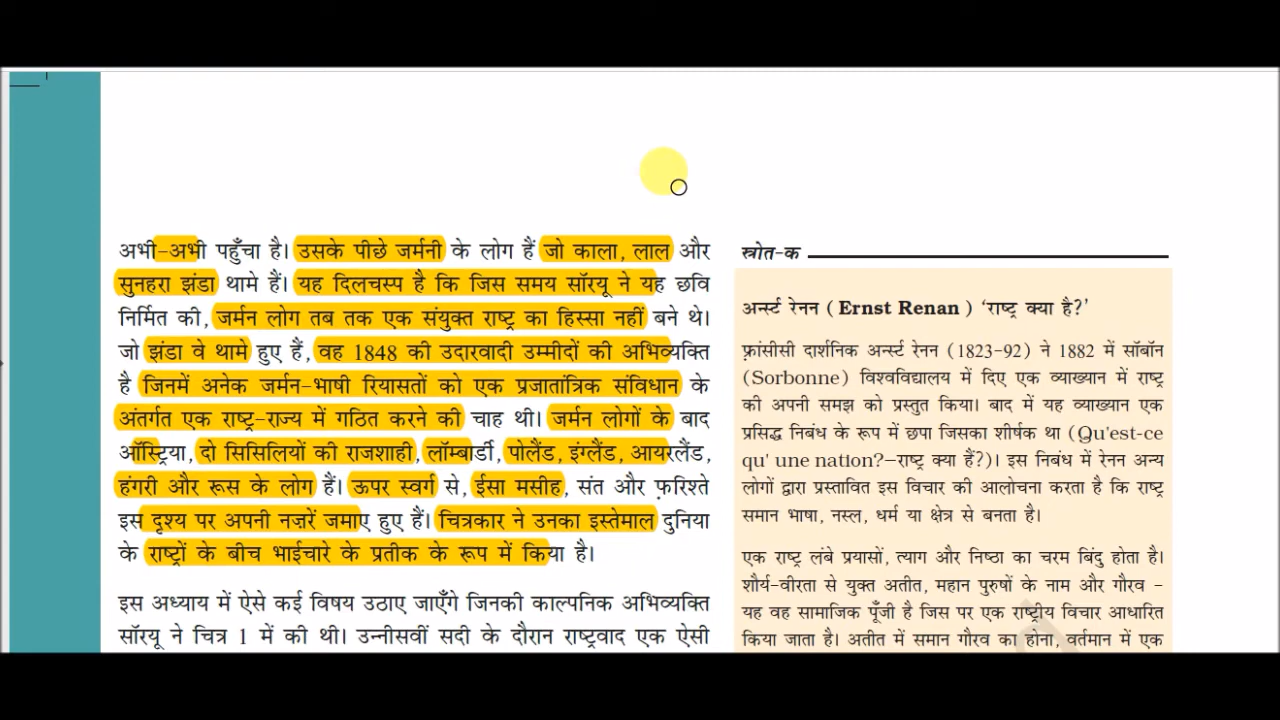 अभी-अभी पहुँचा है। उसके पीछे जर्मनी के लोग हैं जो काला, लाल और
सुनहरा झंडा थामे हैं। यह दिलचस्प है कि जिस समय सॉरयू ने यह छवि
निर्मित की, जर्मन लोग तब तक एक संयुक्त राष्ट्र का हिस्सा नहीं बने थे।
जो झंडा वे थामे हुए हैं, वह 1848 की उदारवादी उम्मीदों की अभिव्यक्ति
है जिनमें अनेक जर्मन-भाषी रियासतों को एक प्रजातांत्रिक संविधान के
अंतर्गत एक राष्ट्र-राज्य में गठित करने की चाह थी। जर्मन लोगों के बाद
ऑस्ट्रिया, दो सिसिलियों की राजशाही, लॉम्बार्डी, पोलैंड, इंग्लैंड, आयरलैंड,
हंगरी और रूस के लोग हैं। ऊपर स्वर्ग से, ईसा मसीह, संत और फ़रिश्ते
इस दृश्य पर अपनी नज़रें जमाए हुए हैं। चित्रकार ने उनका इस्तेमाल दुनिया
के राष्ट्रों के बीच भाईचारे के प्रतीक के रूप में किया है।
इस अध्याय में ऐसे कई विषय उठाए जाएँगे जिनकी काल्पनिक अभिव्यक्ति
सॉरयू ने चित्र 1 में की थी। उन्नीसवीं सदी के दौरान राष्ट्रवाद एक ऐसी
स्रोत-क
अर्न्स्ट रेनन ( Ernst Renan ) 'राष्ट्र क्या है?'
फ़्रांसीसी दार्शनिक अर्न्स्ट रेनन (1823-92) ने 1882 में सॉबॉन
(Sorbonne) विश्वविद्यालय में दिए एक व्याख्यान में राष्ट्र
की अपनी समझ को प्रस्तुत किया। बाद में यह व्याख्यान एक
प्रसिद्ध निबंध के रूप में छपा जिसका शीर्षक था (Qu'est-ce
qu' une nation?—राष्ट्र क्या हैं?)। इस निबंध में रेनन अन्य
लोगों द्वारा प्रस्तावित इस विचार की आलोचना करता है कि राष्ट्र
समान भाषा, नस्ल, धर्म या क्षेत्र से बनता है।
एक राष्ट्र लंबे प्रयासों, त्याग और निष्ठा का चरम बिंदु होता है।
शौर्य-वीरता से युक्त अतीत, महान पुरुषों के नाम और गौरव -
यह वह सामाजिक पूँजी है जिस पर एक राष्ट्रीय विचार आधारित
किया जाता है। अतीत में समान गौरव का होना, वर्तमान में एक